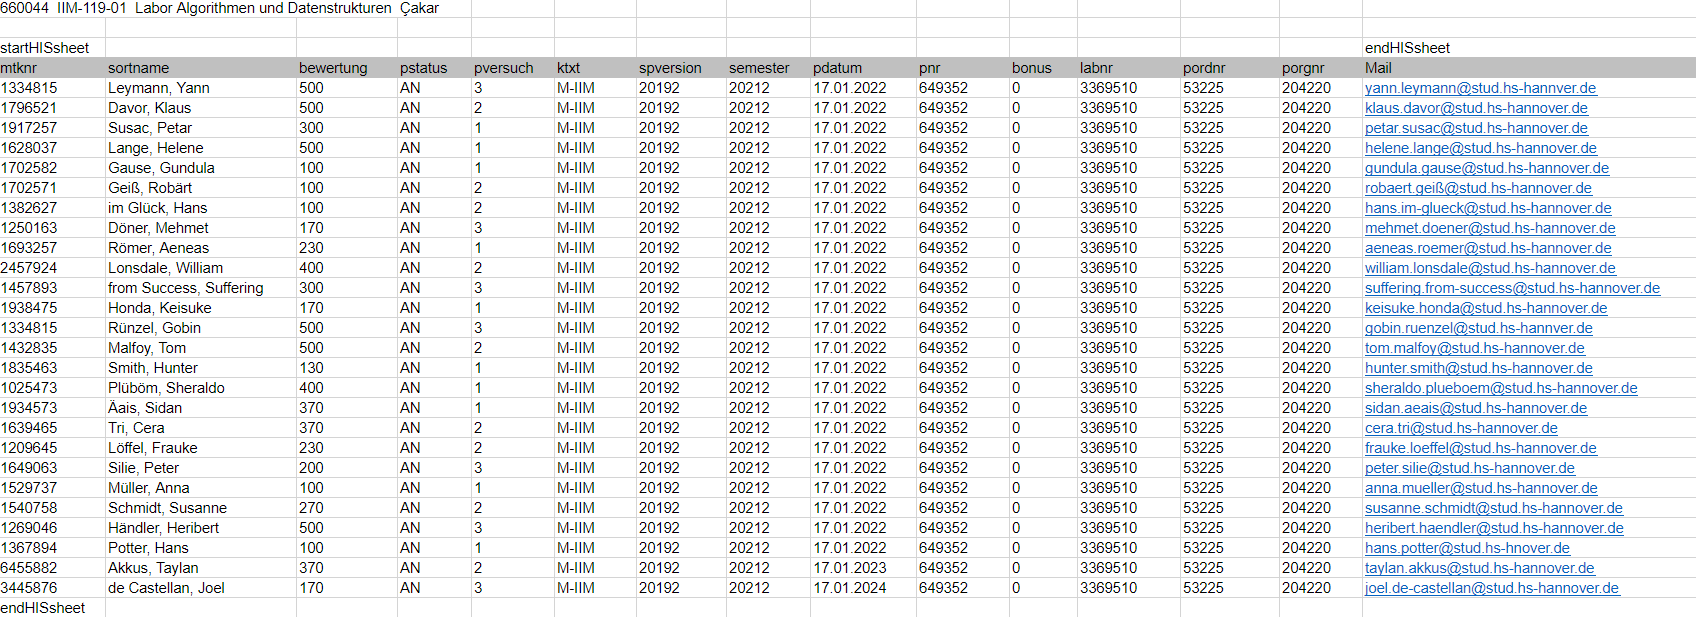 660044 IIM-119-01 Labor Algorithmen und Datenstrukturen Çakar
startHISsheet endHISsheet
mtknr sortname bewertung pstatus pversuch ktxt spversion semester pdatum pnr bonus labnr pordnr porgnr Mail
1334815 Leymann, Yann 500 AN 3 M-IIM 20192 20212 17.01.2022 649352 0 3369510 53225 204220 yann.leymann@stud.hs-hannver.de
1796521 Davor, Klaus 500 AN 2 M-IIM 20192 20212 17.01.2022 649352 0 3369510 53225 204220 klaus.davor@stud.hs-hannover.de
1917257 Susac, Petar 300 AN 1 M-IIM 20192 20212 17.01.2022 649352 0 3369510 53225 204220 petar.susac@stud.hs-hannover.de
1628037 Lange, Helene 500 AN 1 M-IIM 20192 20212 17.01.2022 649352 0 3369510 53225 204220 helene.lange@stud.hs-hannover.de
1702582 Gause, Gundula 100 AN 1 M-IIM 20192 20212 17.01.2022 649352 0 3369510 53225 204220 gundula.gause@stud.hs-hannover.de
1702571 Geiß, Robärt 100 AN 2 M-IIM 20192 20212 17.01.2022 649352 0 3369510 53225 204220 robaert.geiß@stud.hs-hannover.de
1382627 im Glück, Hans 100 AN 2 M-IIM 20192 20212 17.01.2022 649352 0 3369510 53225 204220 hans.im-glueck@stud.hs-hannover.de
1250163 Döner, Mehmet 170 AN 3 M-IIM 20192 20212 17.01.2022 649352 0 3369510 53225 204220 mehmet.doener@stud.hs-hannover.de
1693257 Römer, Aeneas 230 AN 1 M-IIM 20192 20212 17.01.2022 649352 0 3369510 53225 204220 aeneas.roemer@stud.hs-hannover.de
2457924 Lonsdale, William 400 AN 2 M-IIM 20192 20212 17.01.2022 649352 0 3369510 53225 204220 william.lonsdale@stud.hs-hannover.de
1457893 from Success, Suffering 300 AN 3 M-IIM 20192 20212 17.01.2022 649352 0 3369510 53225 204220 suffering.from-success@stud.hs-hannover.de
1938475 Honda, Keisuke 170 AN 1 M-IIM 20192 20212 17.01.2022 649352 0 3369510 53225 204220 keisuke.honda@stud.hs-hannover.de
1334815 Rünzel, Gobin 500 AN 3 M-IIM 20192 20212 17.01.2022 649352 0 3369510 53225 204220 gobin.ruenzel@stud.hs-hannver.de
1432835 Malfoy, Tom 500 AN 2 M-IIM 20192 20212 17.01.2022 649352 0 3369510 53225 204220 tom.malfoy@stud.hs-hannover.de
1835463 Smith, Hunter 130 AN 1 M-IIM 20192 20212 17.01.2022 649352 0 3369510 53225 204220 hunter.smith@stud.hs-hannover.de
1025473 Plüböm, Sheraldo 400 AN 1 M-IIM 20192 20212 17.01.2022 649352 0 3369510 53225 204220 sheraldo.plueboem@stud.hs-hannover.de
1934573 Äais, Sidan 370 AN 1 M-IIM 20192 20212 17.01.2022 649352 0 3369510 53225 204220 sidan.aeais@stud.hs-hannover.de
1639465 Tri, Cera 370 AN 2 M-IIM 20192 20212 17.01.2022 649352 0 3369510 53225 204220 cera.tri@stud.hs-hannover.de
1209645 Löffel, Frauke 230 AN 2 M-IIM 20192 20212 17.01.2022 649352 0 3369510 53225 204220 frauke.loeffel@stud.hs-hannover.de
1649063 Silie, Peter 200 AN 3 M-IIM 20192 20212 17.01.2022 649352 0 3369510 53225 204220 peter.silie@stud.hs-hannover.de
1529737 Müller, Anna 100 AN 1 M-IIM 20192 20212 17.01.2022 649352 0 3369510 53225 204220 anna.mueller@stud.hs-hannover.de
1540758 Schmidt, Susanne 270 AN 2 M-IIM 20192 20212 17.01.2022 649352 0 3369510 53225 204220 susanne.schmidt@stud.hs-hannover.de
1269046 Händler, Heribert 500 AN 3 M-IIM 20192 20212 17.01.2022 649352 0 3369510 53225 204220 heribert.haendler@stud.hs-hannover.de
1367894 Potter, Hans 100 AN 1 M-IIM 20192 20212 17.01.2022 649352 0 3369510 53225 204220 hans.potter@stud.hs-hnover.de
6455882 Akkus, Taylan 370 AN 2 M-IIM 20192 20212 17.01.2023 649352 0 3369510 53225 204220 taylan.akkus@stud.hs-hannover.de
3445876 de Castellan, Joel 170 AN 3 M-IIM 20192 20212 17.01.2024 649352 0 3369510 53225 204220 joel.de-castellan@stud.hs-hannover.de
endHISsheet